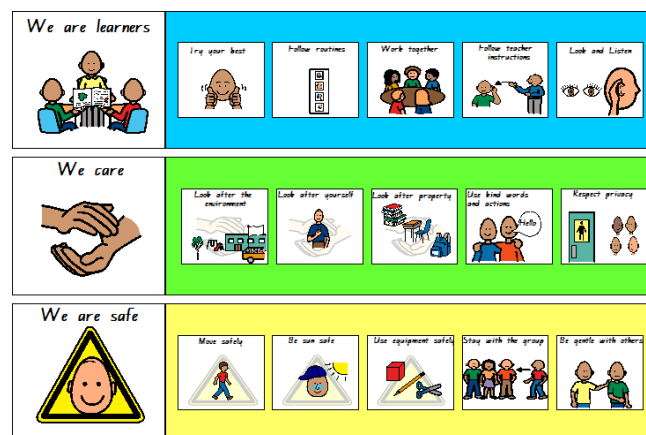 We are learners
Try your best
Follow routines
Work together
Follow teacher
instructions
Look and Listen
We care
Look after the
environment
Look after yourself
Look after property
Use kind words
and actions
Hello
Respect privacy
We are safe
Move safely
Be sun safe
Use equipment safely
Stay with the group
Be gentle with others